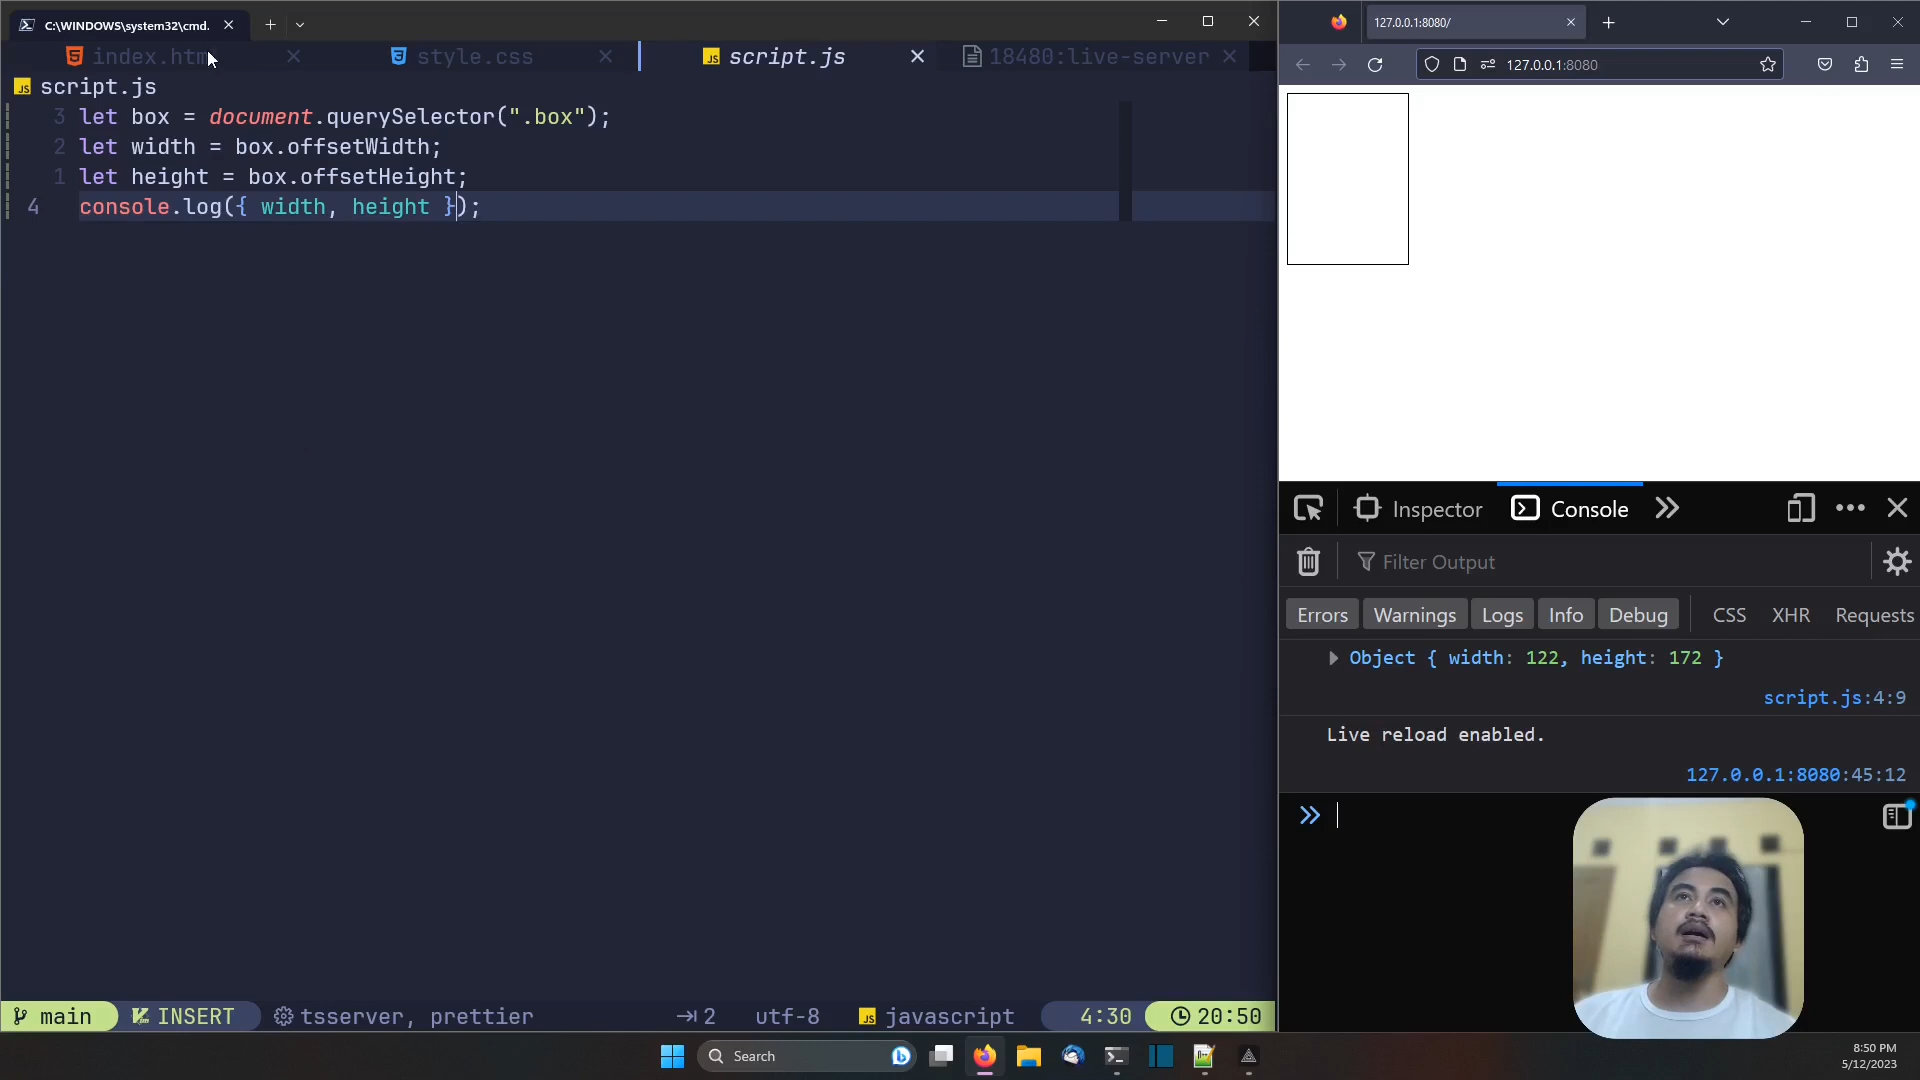 C:\WINDOWS\system32\cmd.
index.htm
style.css
script.js
18480:live-server
script.js
3 let box = document.querySelector(".box");
2 let width = box.offsetWidth;
1 let height = box.offsetHeight;
4 console.log({ width, height });
main
INSERT
tsserver, prettier
2
utf-8
javascript
4:30
20:50
127.0.0.1:8080/
127.0.0.1:8080
Inspector
Console
Filter Output
Errors
Warnings
Logs
Info
Debug
CSS
XHR
Requests
Object { width: 122, height: 172 }
script.js:4:9
Live reload enabled.
127.0.0.1:8080:45:12
Search
8:50 PM
5/12/2023